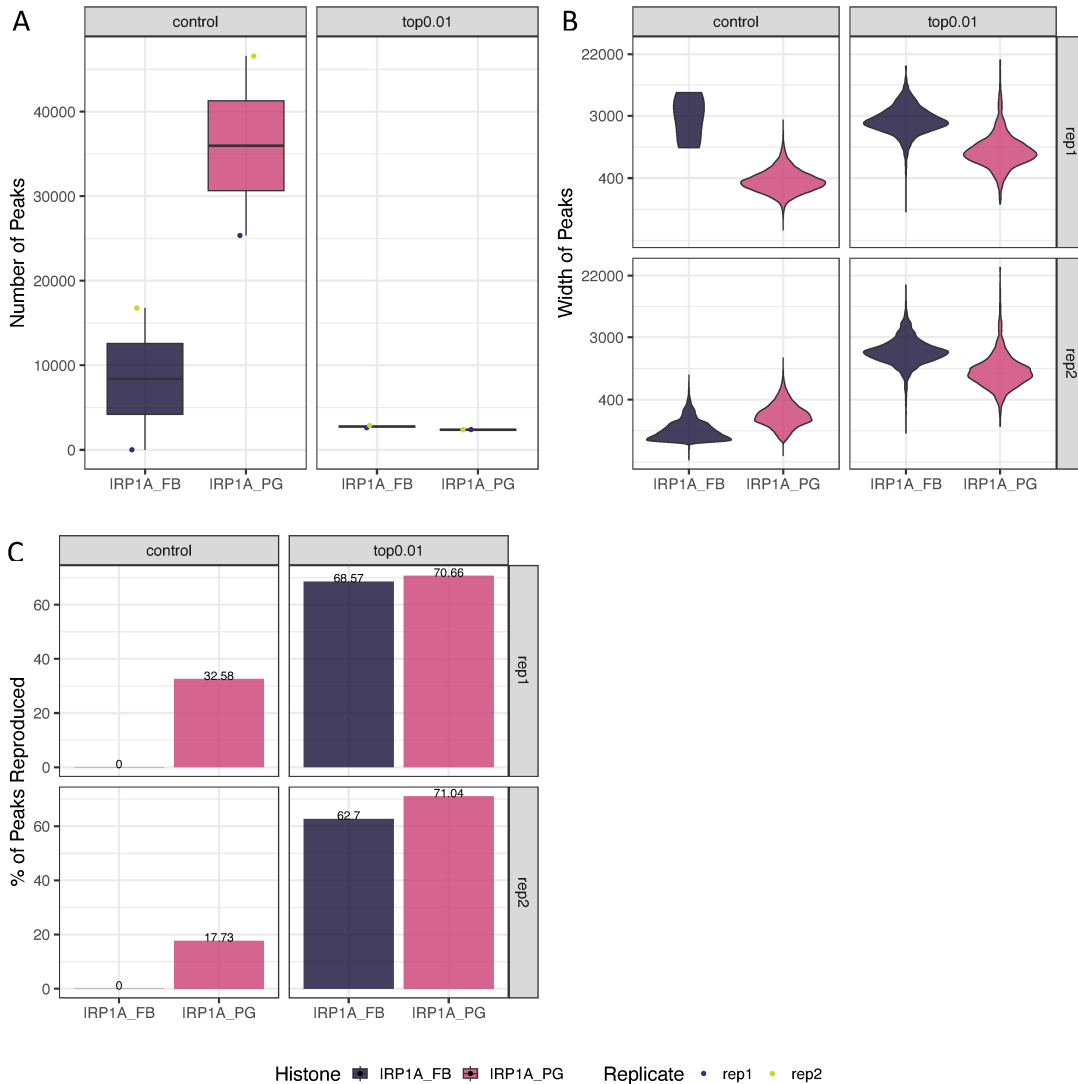 A
control
top0.01
Number of Peaks
40000
30000
20000
10000
0
IRP1A_FB
IRP1A_PG
IRP1A_FB
IRP1A_PG
B
control
top0.01
Width of Peaks
22000
3000
400
rep1
22000
3000
400
rep2
IRP1A_FB
IRP1A_PG
IRP1A_FB
IRP1A_PG
C
control
top0.01
% of Peaks Reproduced
60
40
20
0
0
32.58
68.57
70.66
rep1
60
40
20
0
0
17.73
62.7
71.04
rep2
IRP1A_FB
IRP1A_PG
IRP1A_FB
IRP1A_PG
Histone IRP1A_FB IRP1A_PG Replicate rep1 rep2